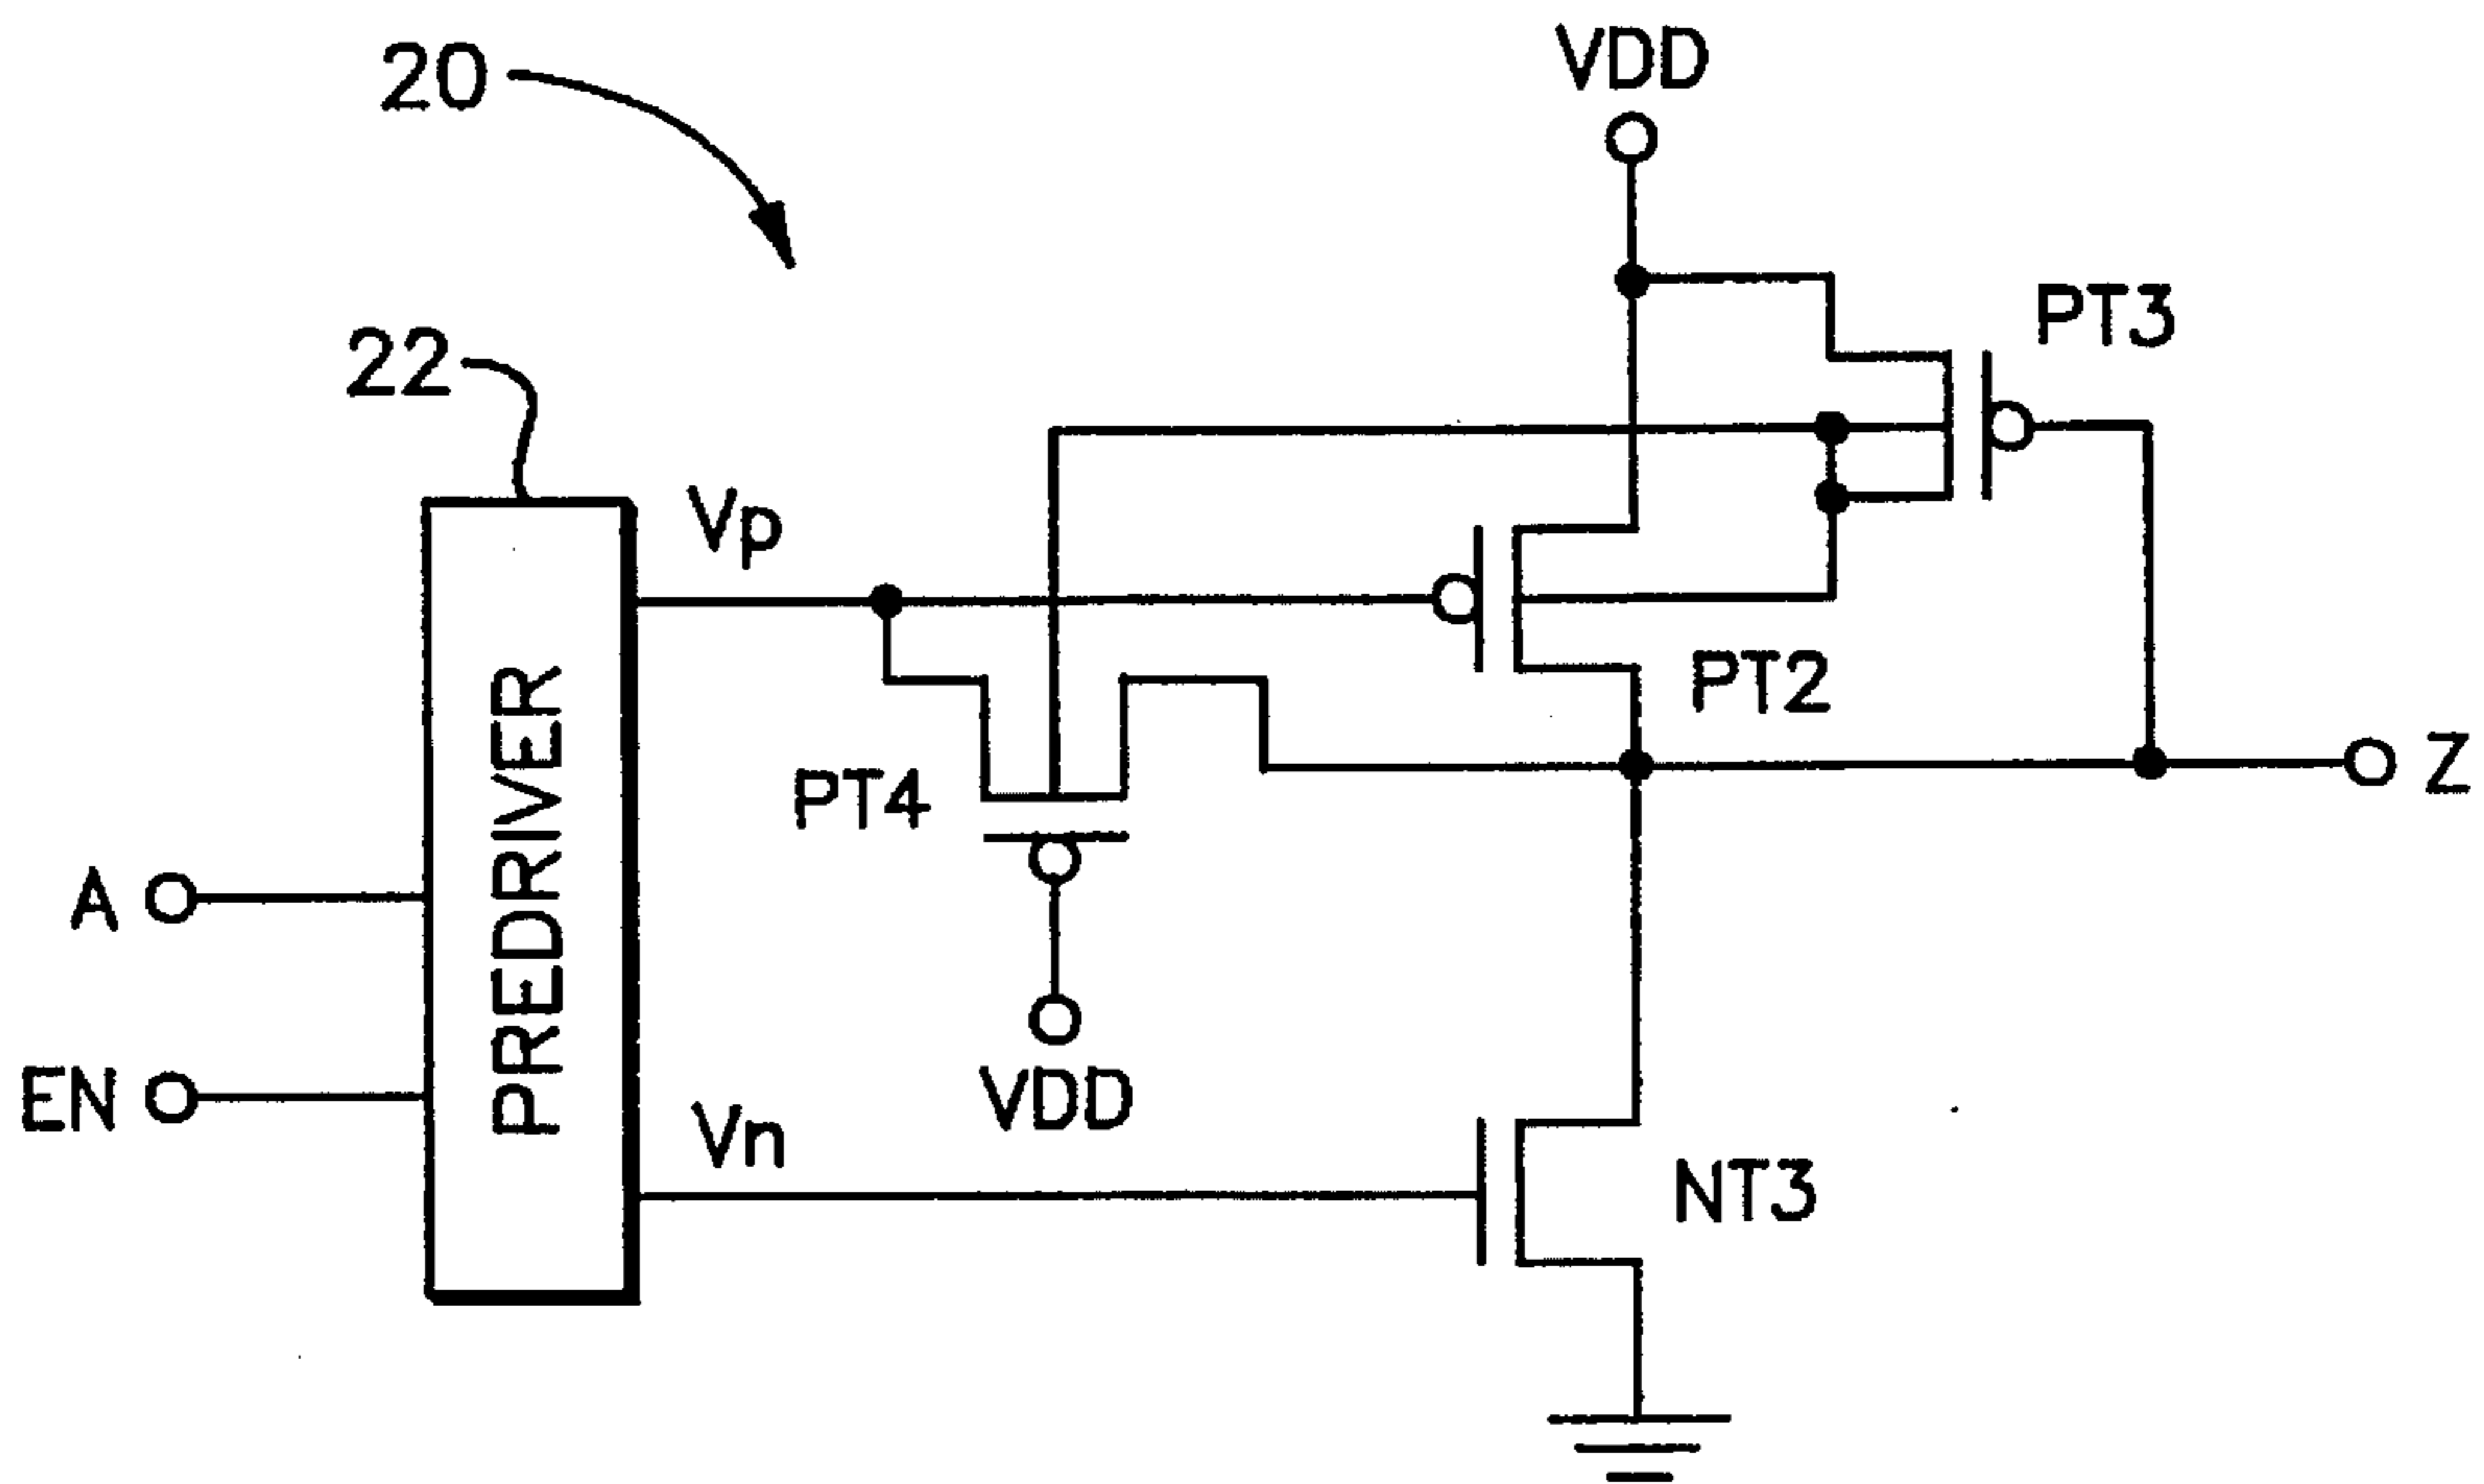 20
VDD
PT3
22
Vp
PT2
PT4
Z
A
PREDRIVER
EN
VDD
Vn
NT3